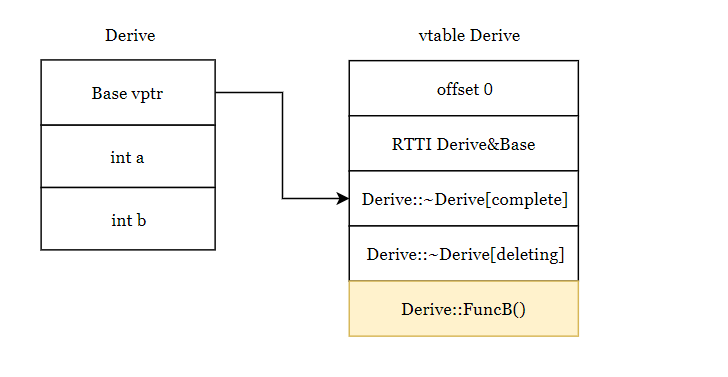 Derive
vtable Derive
Base vptr
int a
int b
offset 0
RTTI Derive&Base
Derive::~Derive[complete]
Derive::~Derive[deleting]
Derive::FuncB()